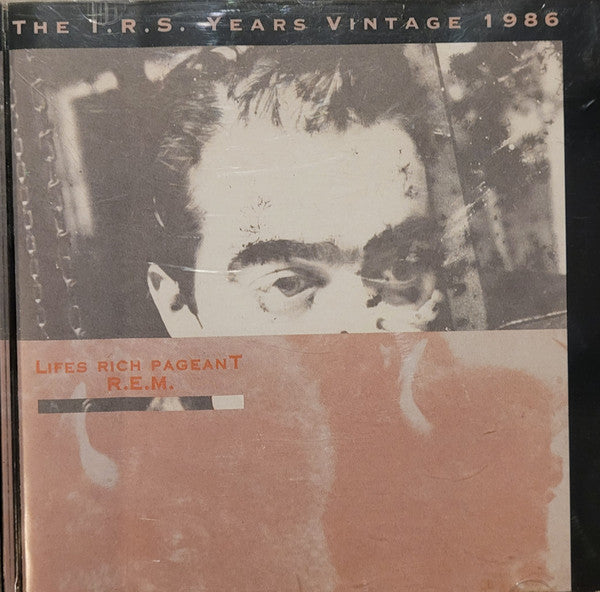 THE I.R.S. YEARS VINTAGE 1986
LIFES RICH PAGEANT
R.E.M.